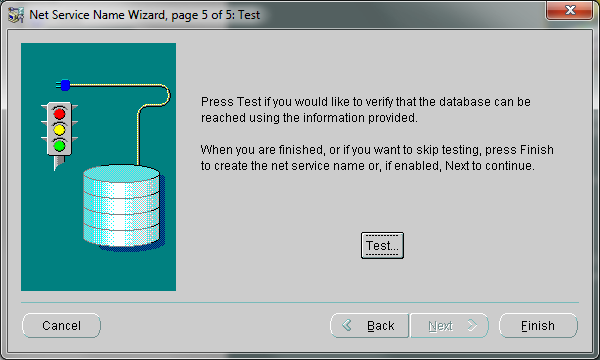 Net Service Name Wizard, page 5 of 5: Test
Press Test if you would like to verify that the database can be
reached using the information provided.
When you are finished, or if you want to skip testing, press Finish
to create the net service name or, if enabled, Next to continue.
Test...
Cancel
Back
Next
Finish